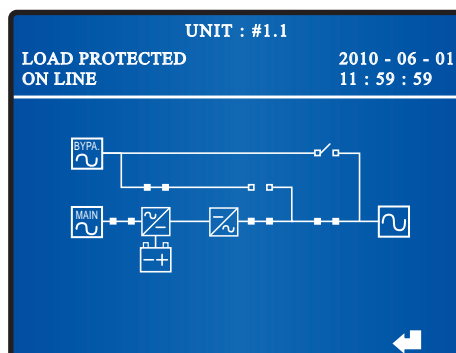 UNIT : #1.1
LOAD PROTECTED
2010 - 06 - 01
ON LINE
11 : 59 : 59
BYPA.
MAIN